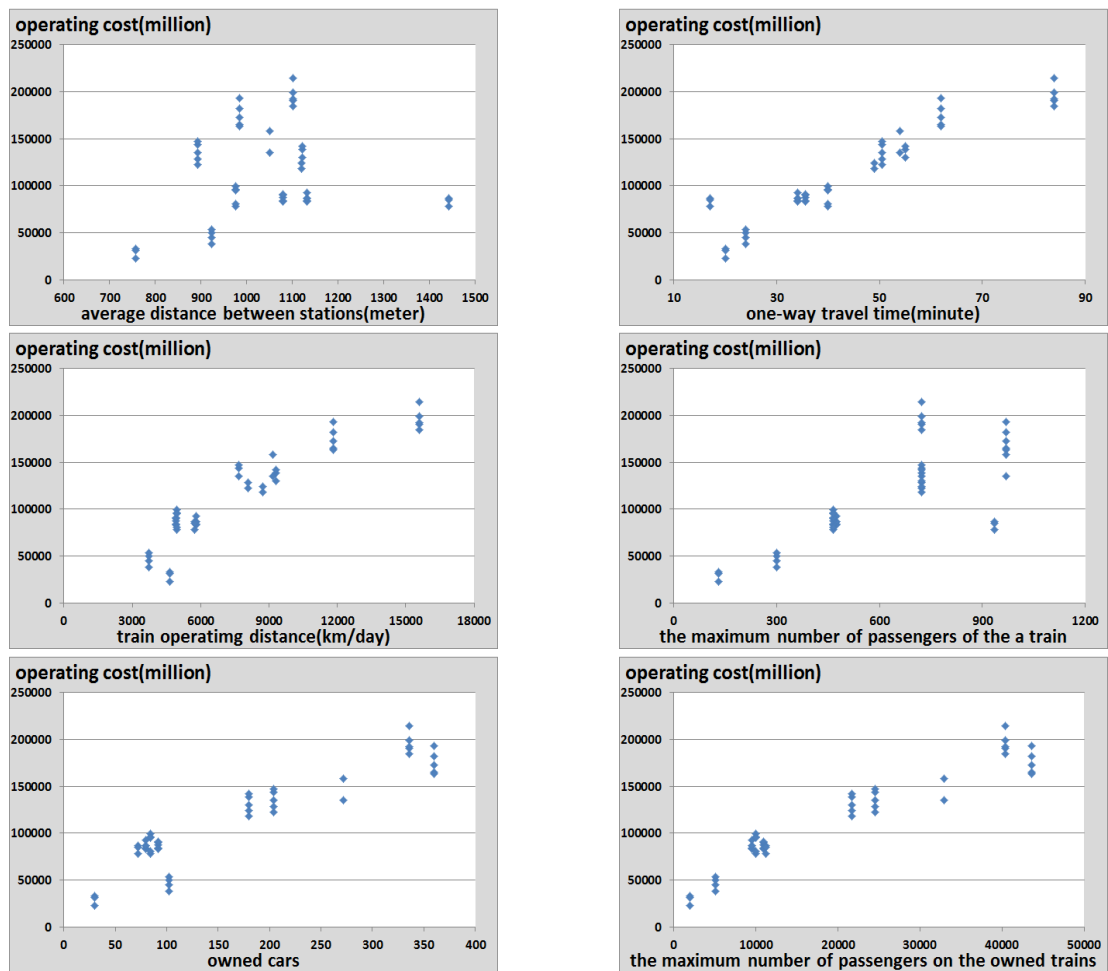 operating cost(million)
250000
200000
150000
100000
50000
0
600 700 800 900 1000 1100 1200 1300 1400 1500
average distance between stations(meter)
operating cost(million)
250000
200000
150000
100000
50000
0
10 30 50 70 90
one-way travel time(minute)
operating cost(million)
250000
200000
150000
100000
50000
0
0 3000 6000 9000 12000 15000 18000
train operatimg distance(km/day)
operating cost(million)
250000
200000
150000
100000
50000
0
0 300 600 900 1200
the maximum number of passengers of the a train
operating cost(million)
250000
200000
150000
100000
50000
0
0 50 100 150 200 250 300 350 400
owned cars
operating cost(million)
250000
200000
150000
100000
50000
0
0 10000 20000 30000 40000 50000
the maximum number of passengers on the owned trains